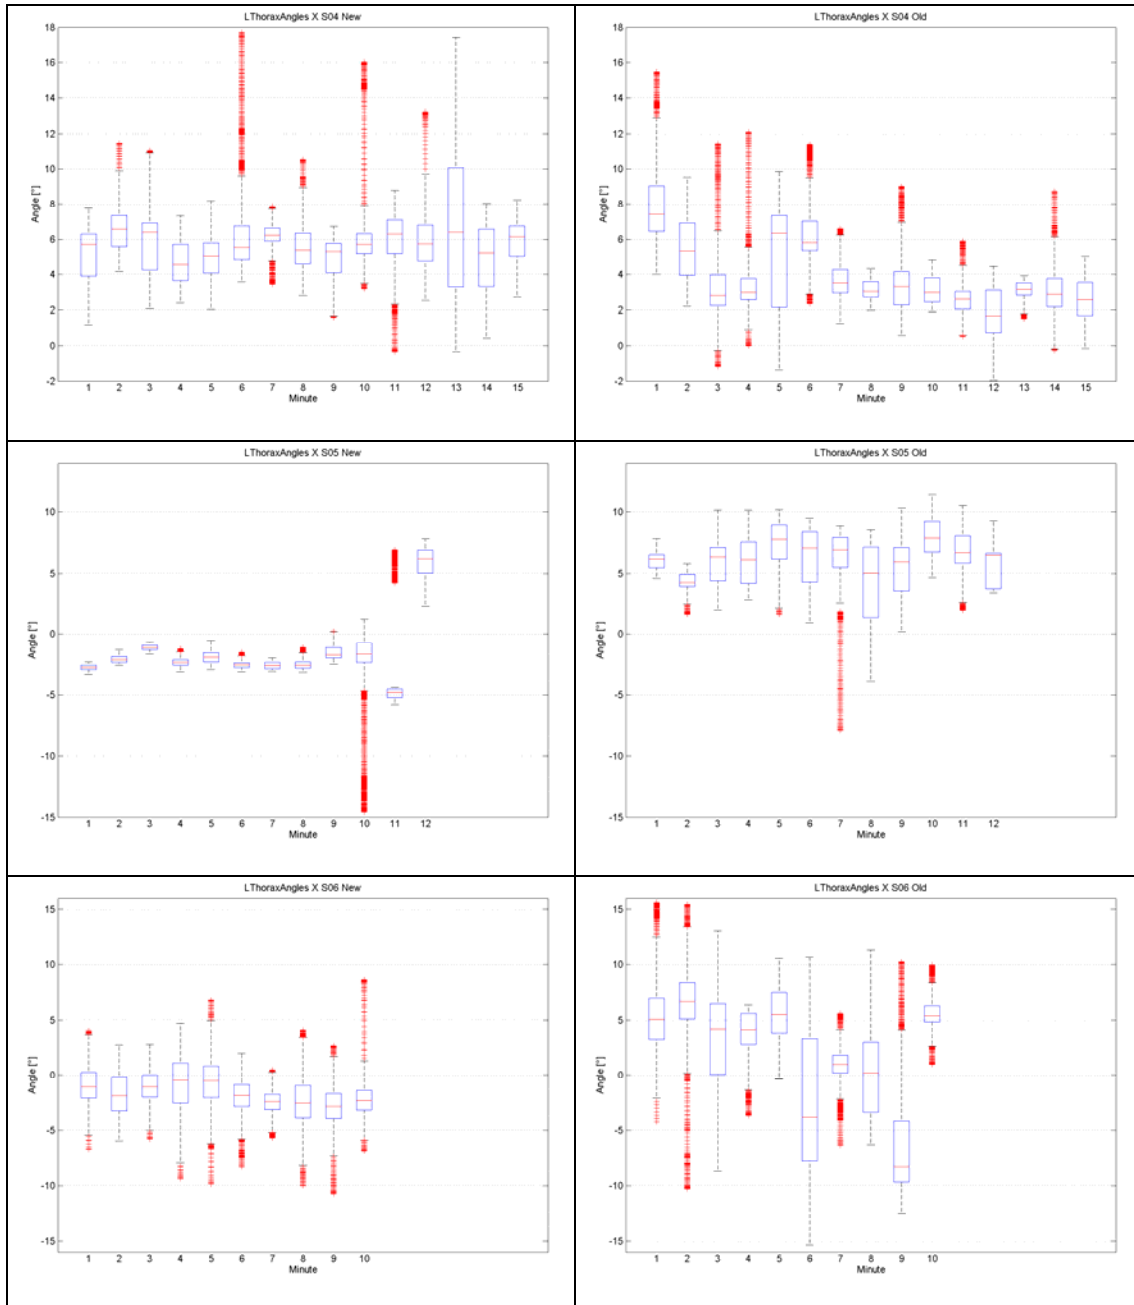 LThoraxAngles X S04 New
18
16
14
12
10
8
6
4
2
0
-2
Angle [°]
1 2 3 4 5 6 7 8 9 10 11 12 13 14 15
Minute
LThoraxAngles X S04 Old
18
16
14
12
10
8
6
4
2
0
-2
Angle [°]
1 2 3 4 5 6 7 8 9 10 11 12 13 14 15
Minute
LThoraxAngles X S05 New
10
5
0
-5
-10
-15
Angle [°]
1 2 3 4 5 6 7 8 9 10 11 12
Minute
LThoraxAngles X S05 Old
10
5
0
-5
-10
-15
Angle [°]
1 2 3 4 5 6 7 8 9 10 11 12
Minute
LThoraxAngles X S06 New
15
10
5
0
-5
-10
-15
Angle [°]
1 2 3 4 5 6 7 8 9 10
Minute
LThoraxAngles X S06 Old
15
10
5
0
-5
-10
-15
Angle [°]
1 2 3 4 5 6 7 8 9 10
Minute